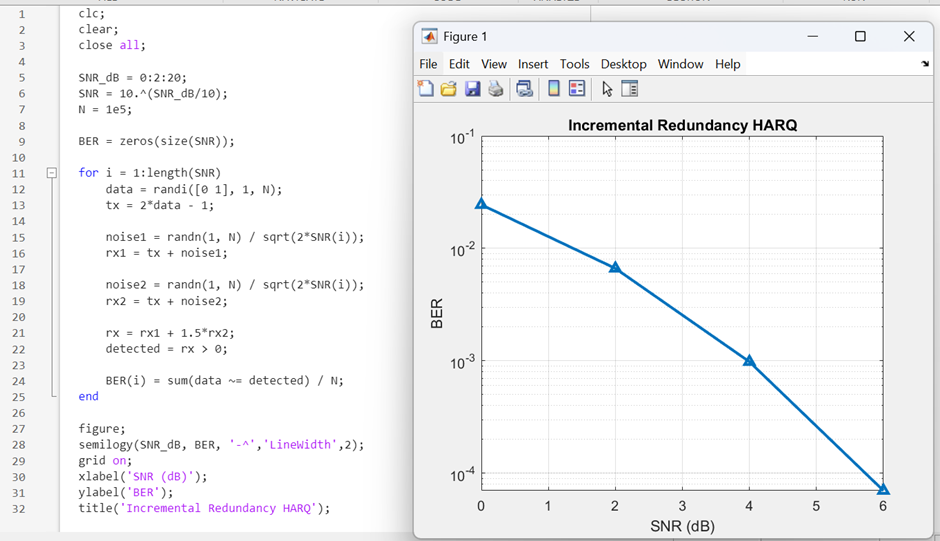 1 clc;
2 clear;
3 close all;
4
5 SNR_dB = 0:2:20;
6 SNR = 10.^(SNR_dB/10);
7 N = 1e5;
8
9 BER = zeros(size(SNR));
10
11 for i = 1:length(SNR)
12 data = randi([0 1], 1, N);
13 tx = 2*data - 1;
14
15 noise1 = randn(1, N) / sqrt(2*SNR(i));
16 rx1 = tx + noise1;
17
18 noise2 = randn(1, N) / sqrt(2*SNR(i));
19 rx2 = tx + noise2;
20
21 rx = rx1 + 1.5*rx2;
22 detected = rx > 0;
23
24 BER(i) = sum(data ~= detected) / N;
25 end
26
27 figure;
28 semilogy(SNR_dB, BER, '-^','LineWidth',2);
29 grid on;
30 xlabel('SNR (dB)');
31 ylabel('BER');
32 title('Incremental Redundancy HARQ');
Figure 1
File Edit View Insert Tools Desktop Window Help
Incremental Redundancy HARQ
10^-1
10^-2
10^-3
10^-4
BER
0 1 2 3 4 5 6
SNR (dB)